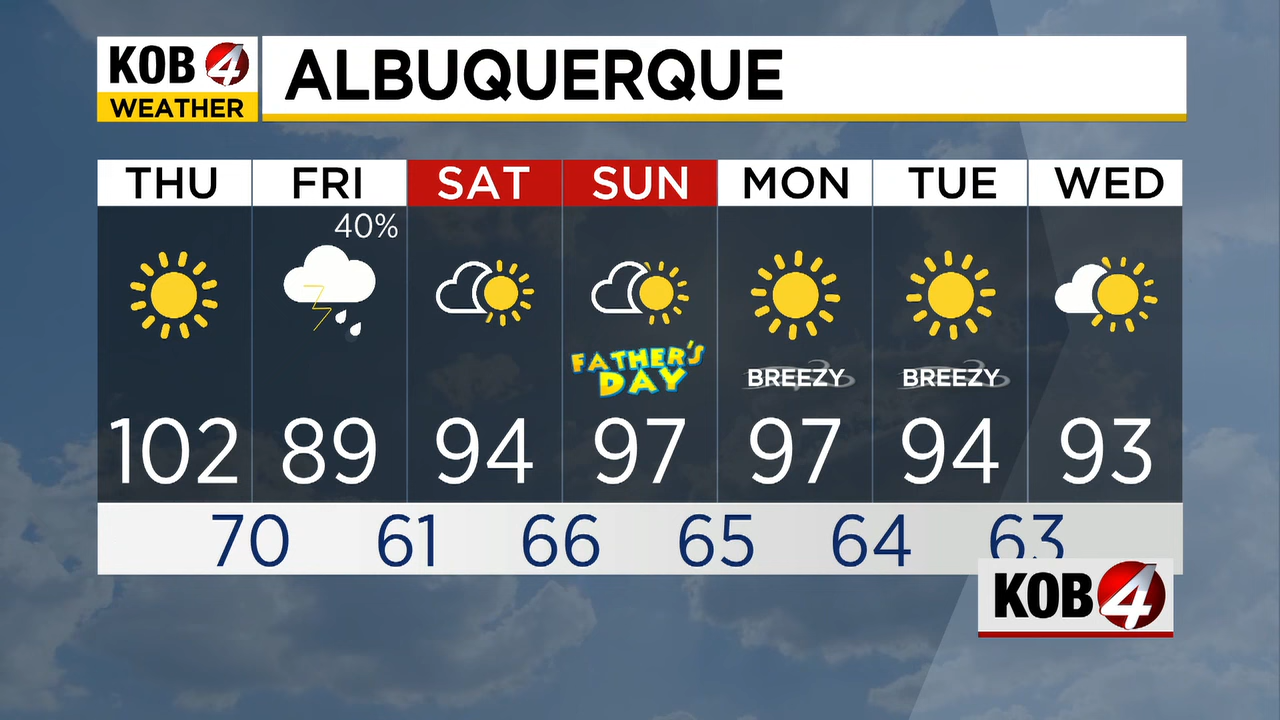 KOB 4
WEATHER
ALBUQUERQUE
THU FRI SAT SUN MON TUE WED
40%
FATHER'S
DAY
BREEZY BREEZY
102 89 94 97 97 94 93
70 61 66 65 64 63
KOB 4